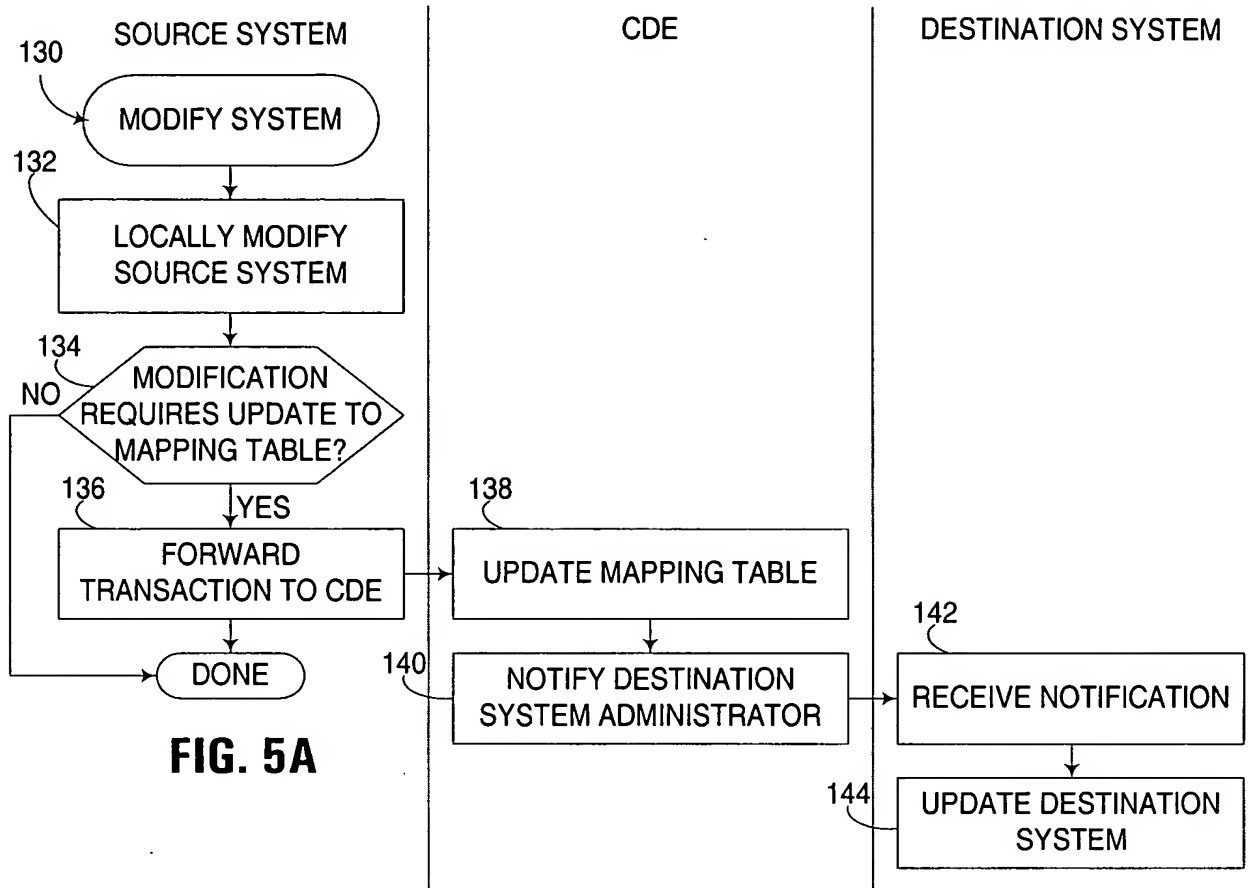 SOURCE SYSTEM
CDE
DESTINATION SYSTEM
130
MODIFY SYSTEM
132
LOCALLY MODIFY
SOURCE SYSTEM
134
NO
MODIFICATION
REQUIRES UPDATE TO
MAPPING TABLE?
136
YES
FORWARD
TRANSACTION TO CDE
138
UPDATE MAPPING TABLE
DONE
140
NOTIFY DESTINATION
SYSTEM ADMINISTRATOR
142
RECEIVE NOTIFICATION
144
UPDATE DESTINATION
SYSTEM
FIG. 5A